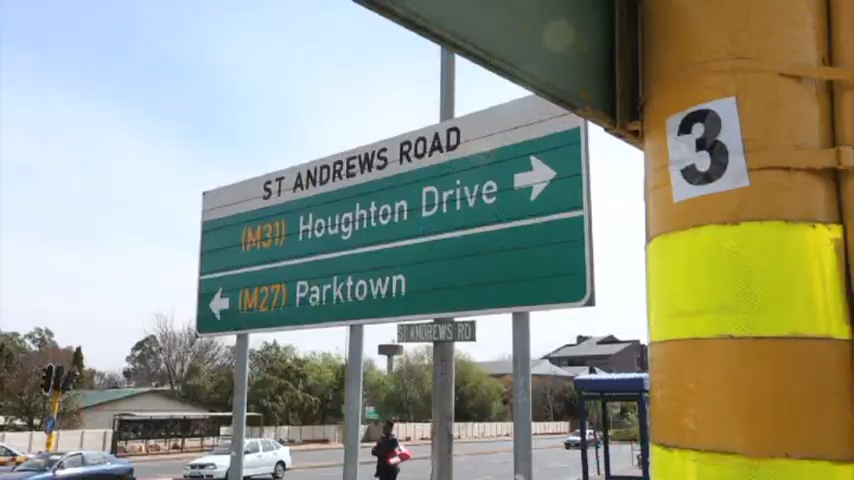 ST ANDREWS ROAD
(M31) Houghton Drive
(M27) Parktown
ST ANDREWS RD
3